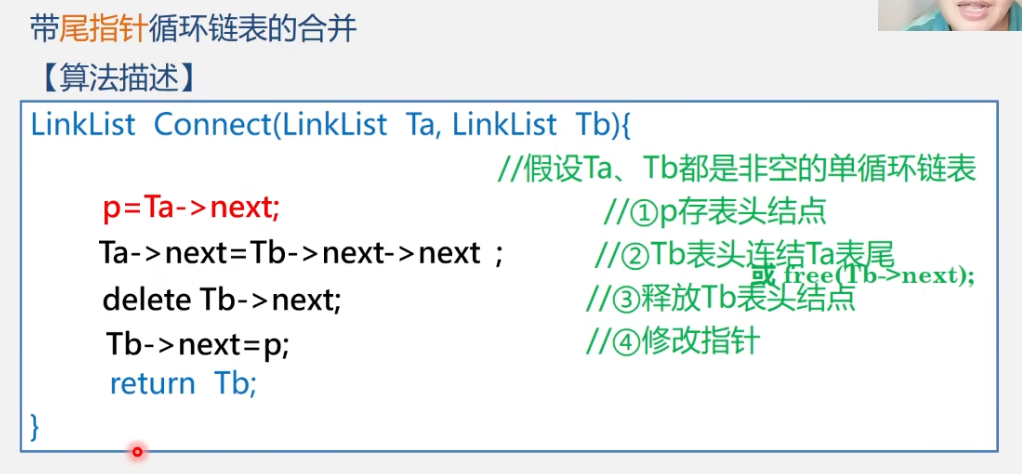 带尾指针循环链表的合并
【算法描述】
LinkList Connect(LinkList Ta, LinkList Tb){
//假设Ta、Tb都是非空的单循环链表
p=Ta->next; //①p存表头结点
Ta->next=Tb->next->next ; //②Tb表头连结Ta表尾
或 free(Tb->next);
delete Tb->next; //③释放Tb表头结点
Tb->next=p; //④修改指针
return Tb;
}